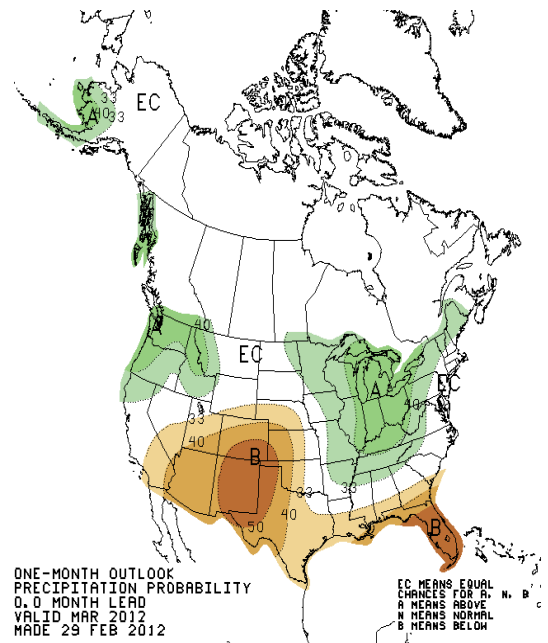 33
EC
40
A
33
A
40
EC
A
EC
40
33
40
B
33
33
40
50
B
ONE-MONTH OUTLOOK
PRECIPITATION PROBABILITY
0.0 MONTH LEAD
VALID MAR 2012
MADE 29 FEB 2012
EC MEANS EQUAL
CHANCES FOR A, N, B
A MEANS ABOVE
N MEANS NORMAL
B MEANS BELOW